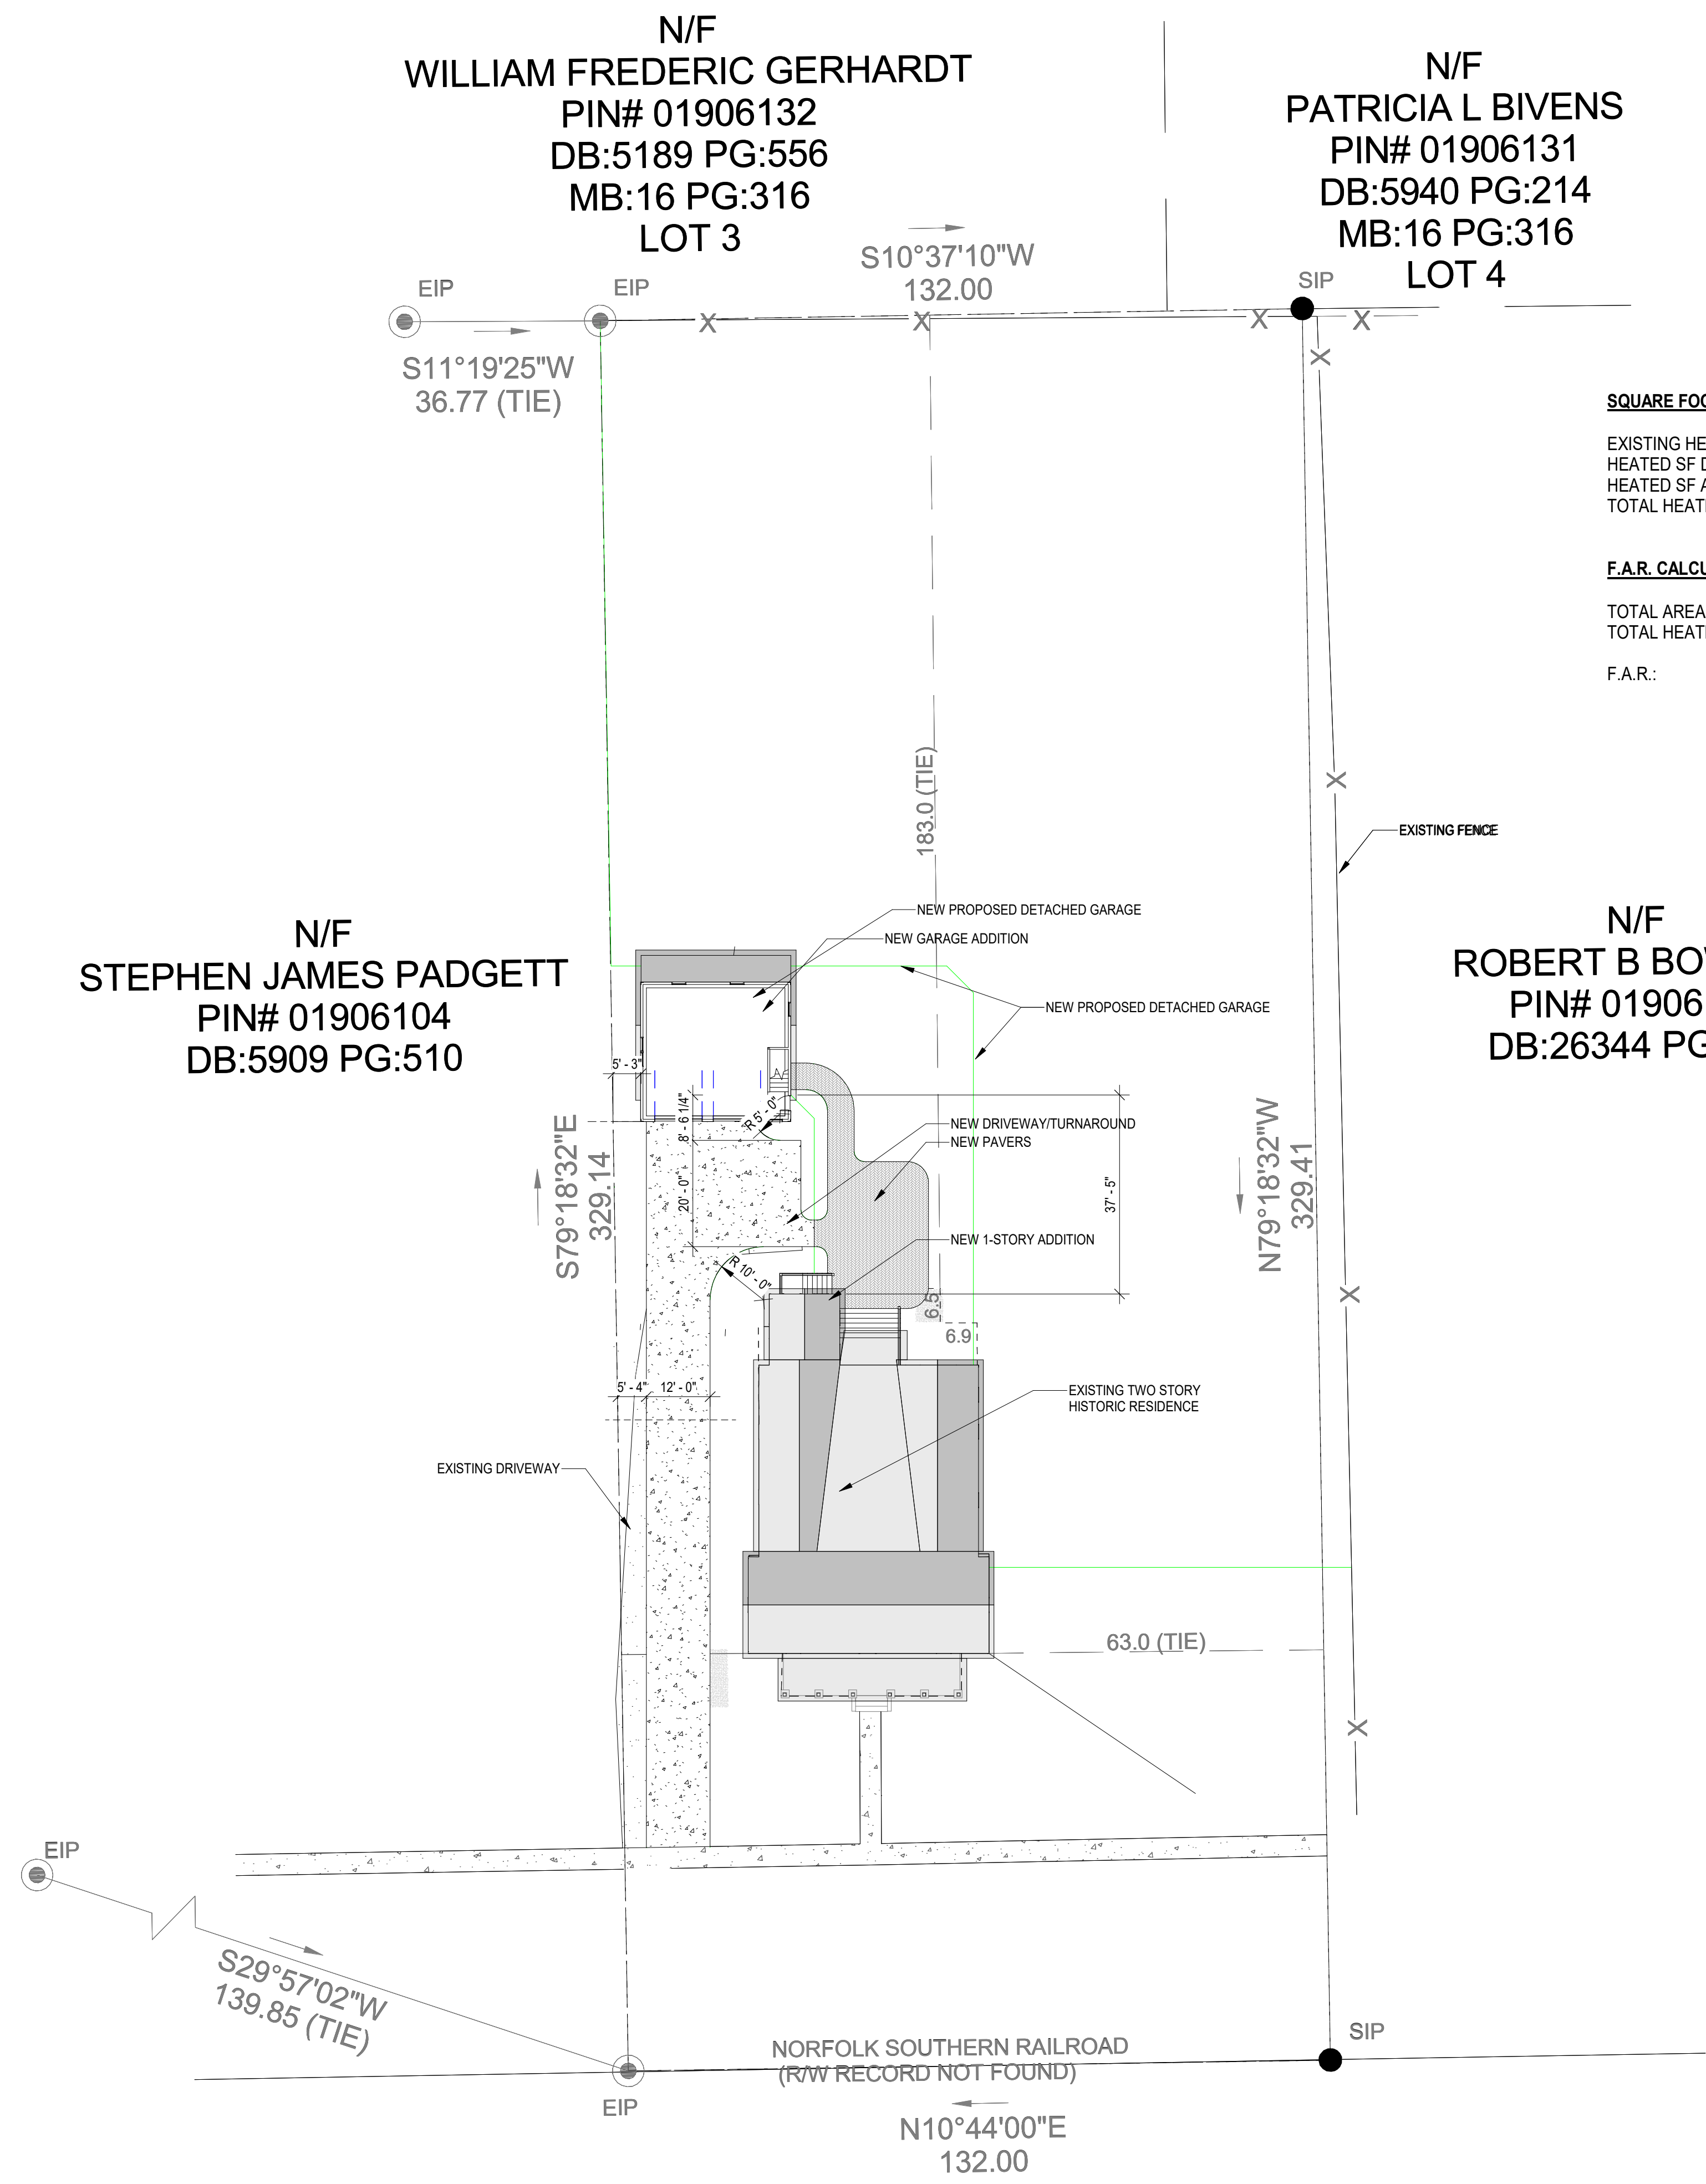 N/F
WILLIAM FREDERIC GERHARDT
PIN# 01906132
DB:5189 PG:556
MB:16 PG:316
LOT 3
N/F
PATRICIA L BIVENS
PIN# 01906131
DB:5940 PG:214
MB:16 PG:316
LOT 4
S10°37'10"W
132.00
EIP
EIP
SIP
X
X
X
X
X
S11°19'25"W
36.77 (TIE)
SQUARE FOO
EXISTING HE
HEATED SF D
HEATED SF A
TOTAL HEAT
F.A.R. CALCU
TOTAL AREA
TOTAL HEAT
F.A.R.:
183.0 (TIE)
X
EXISTING FENCE
NEW PROPOSED DETACHED GARAGE
NEW GARAGE ADDITION
N/F
STEPHEN JAMES PADGETT
PIN# 01906104
DB:5909 PG:510
N/F
ROBERT B BOW
PIN# 01906
DB:26344 PG
NEW PROPOSED DETACHED GARAGE
5' - 3"
8' - 6 1/4"
R 5' - 0"
NEW DRIVEWAY/TURNAROUND
NEW PAVERS
S79°18'32"E
329.14
20' - 0"
37' - 5"
N79°18'32"W
329.41
NEW 1-STORY ADDITION
R 10' - 0"
X
6.5
6.9
5' - 4"
12' - 0"
EXISTING TWO STORY
HISTORIC RESIDENCE
EXISTING DRIVEWAY
63.0 (TIE)
X
EIP
S29°57'02"W
139.85 (TIE)
NORFOLK SOUTHERN RAILROAD
(R/W RECORD NOT FOUND)
SIP
EIP
N10°44'00"E
132.00